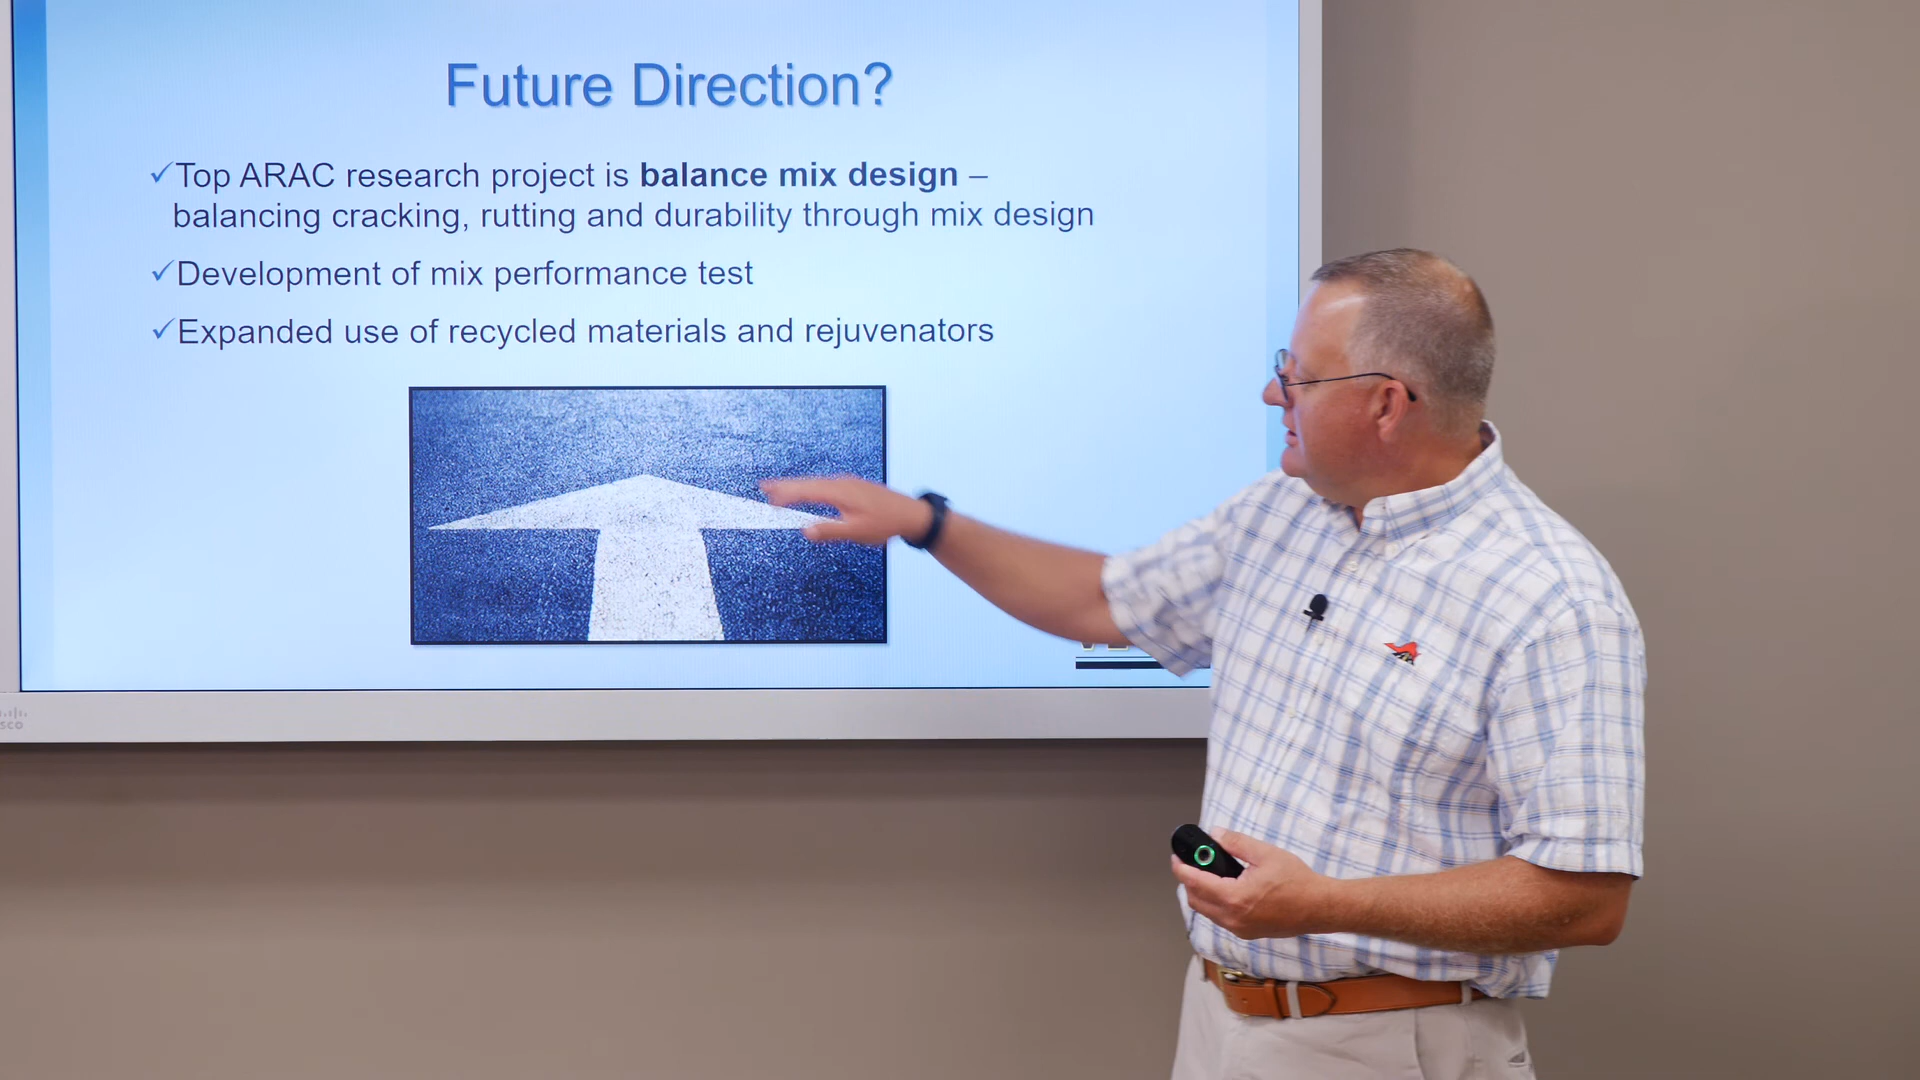 Future Direction?
✓Top ARAC research project is balance mix design –
balancing cracking, rutting and durability through mix design
✓Development of mix performance test
✓Expanded use of recycled materials and rejuvenators